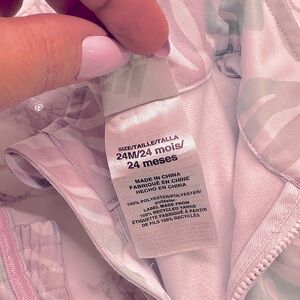 SIZE/TAILLE/TALLA
24M/24 mois/
24 meses
MADE IN CHINA
FABRIQUÉ EN CHINE
HECHO EN CHINA
100% POLYESTER/POLYESTER/
poliéster
LABEL MADE FROM
100% RECYCLED YARNS
ÉTIQUETTE FABRIQUÉE À PARTIR
DE FILS 100% RECYCLÉS